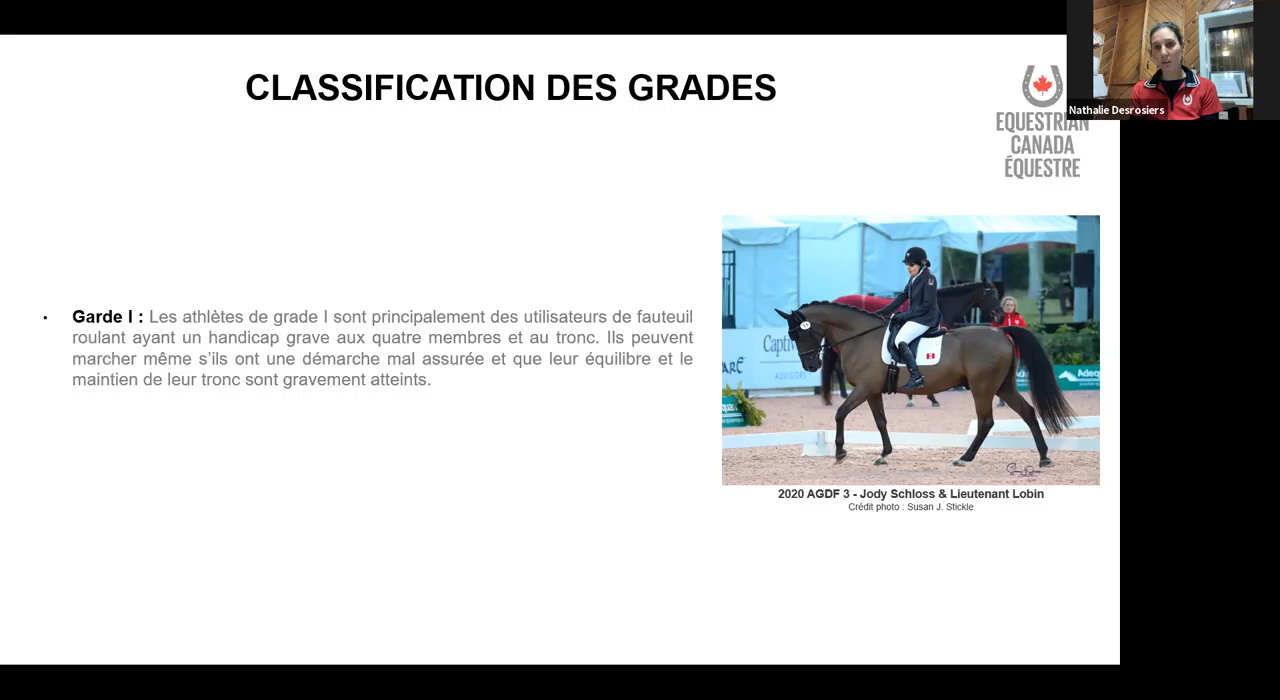 CLASSIFICATION DES GRADES
EQUESTRIAN
CANADA
ÉQUESTRE
Nathalie Desrosiers
• Garde I : Les athlètes de grade I sont principalement des utilisateurs de fauteuil
roulant ayant un handicap grave aux quatre membres et au tronc. Ils peuvent
marcher même s’ils ont une démarche mal assurée et que leur équilibre et le
maintien de leur tronc sont gravement atteints.
Captiv
ADVISORS
2020 AGDF 3 - Jody Schloss & Lieutenant Lobin
Crédit photo : Susan J. Stickle